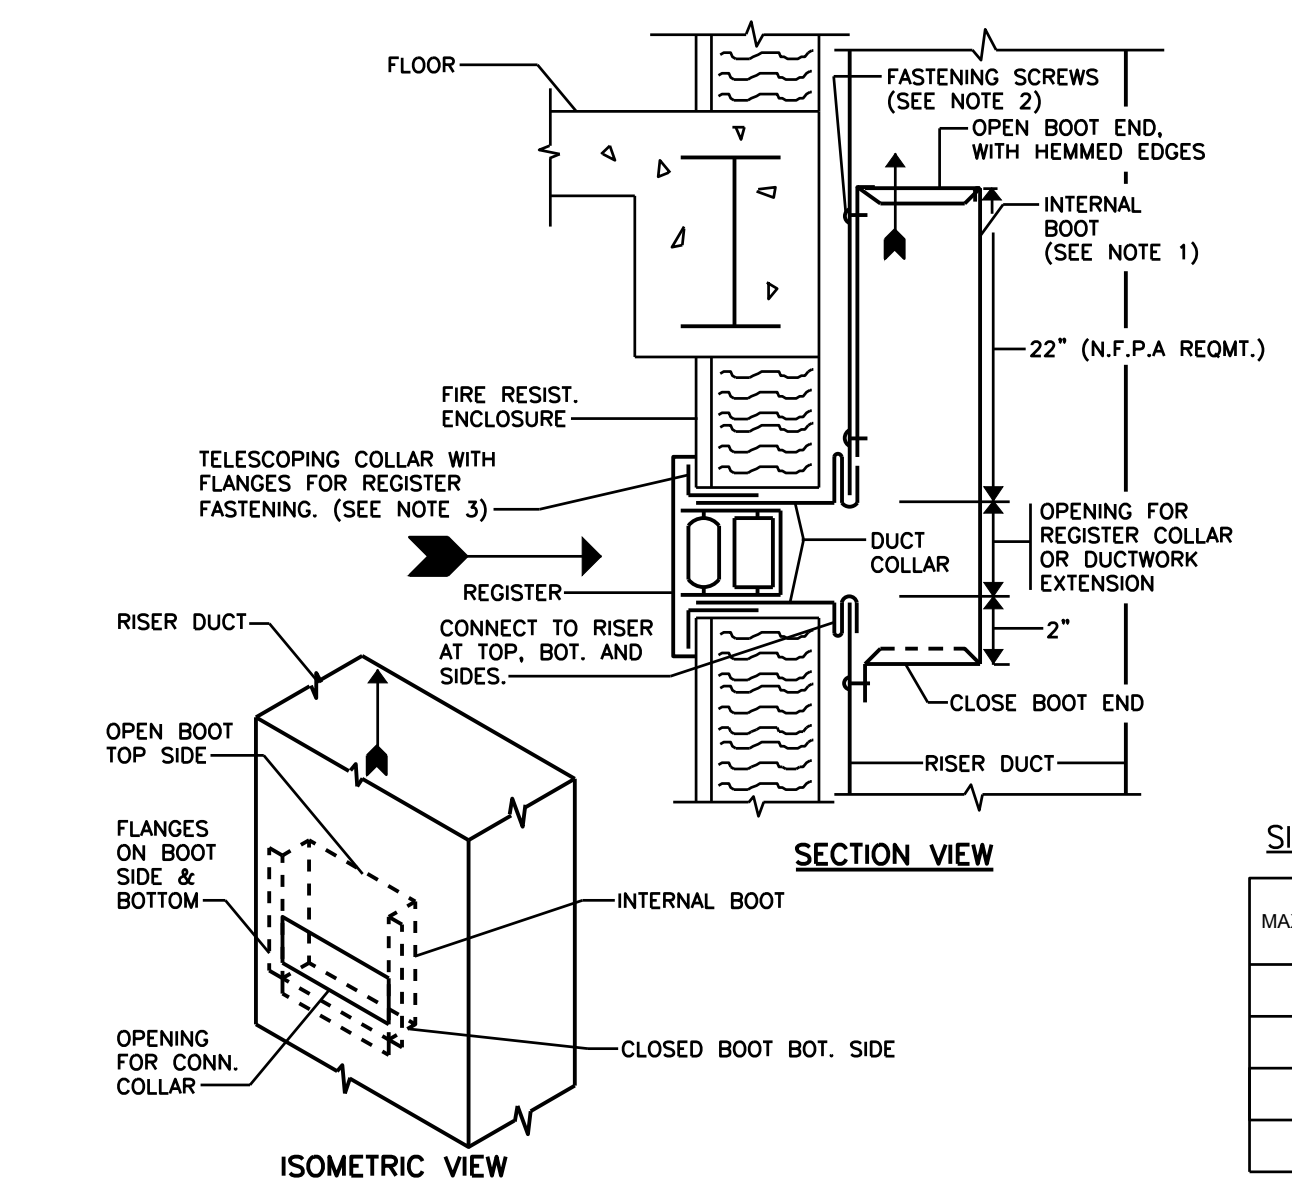 FLOOR
FASTENING SCREWS
(SEE NOTE 2)
OPEN BOOT END,
WITH HEMMED EDGES
INTERNAL
BOOT
(SEE NOTE 1)
22" (N.F.P.A REQMT.)
FIRE RESIST.
ENCLOSURE
TELESCOPING COLLAR WITH
FLANGES FOR REGISTER
FASTENING. (SEE NOTE 3)
OPENING FOR
REGISTER COLLAR
OR DUCTWORK
EXTENSION
DUCT
COLLAR
REGISTER
CONNECT TO RISER
AT TOP, BOT. AND
SIDES.
2"
CLOSE BOOT END
RISER DUCT
SECTION VIEW
RISER DUCT
OPEN BOOT
TOP SIDE
FLANGES
ON BOOT
SIDE &
BOTTOM
INTERNAL BOOT
OPENING
FOR CONN.
COLLAR
CLOSED BOOT BOT. SIDE
ISOMETRIC VIEW